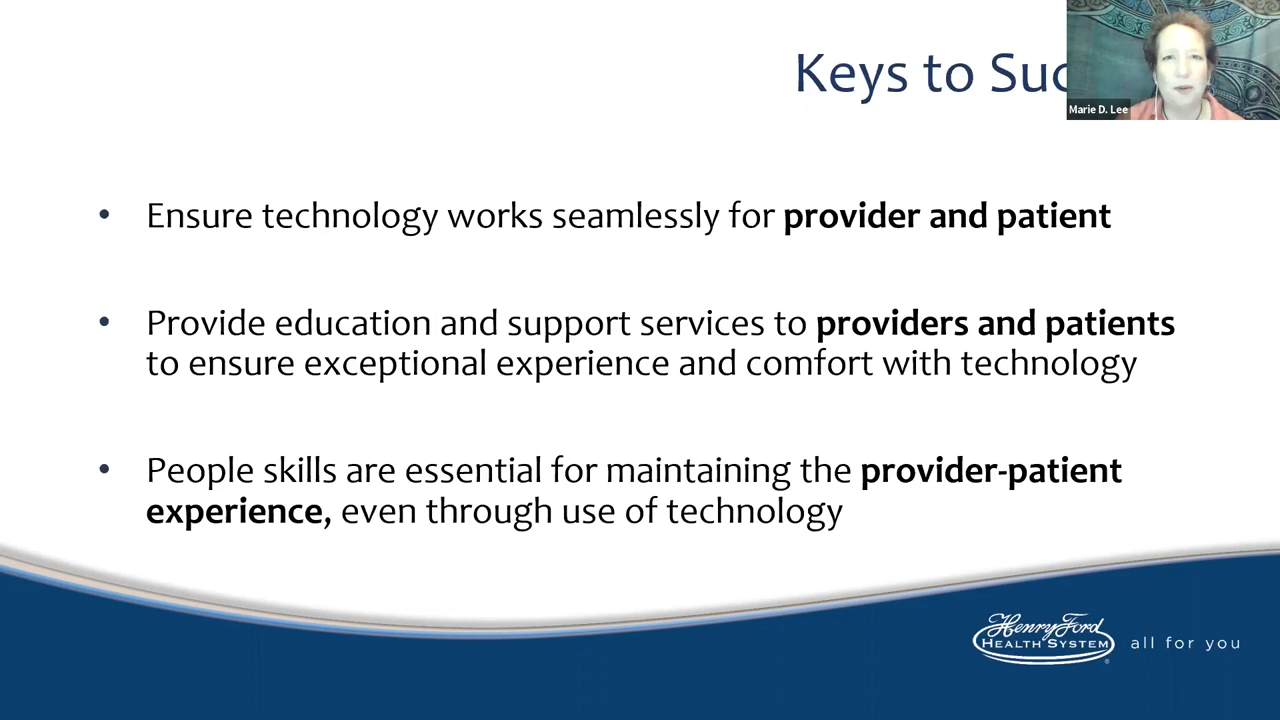 Keys to Suc
Marie D. Lee
• Ensure technology works seamlessly for provider and patient
• Provide education and support services to providers and patients
to ensure exceptional experience and comfort with technology
• People skills are essential for maintaining the provider-patient
experience, even through use of technology
Henry Ford
HEALTH SYSTEM
all for you